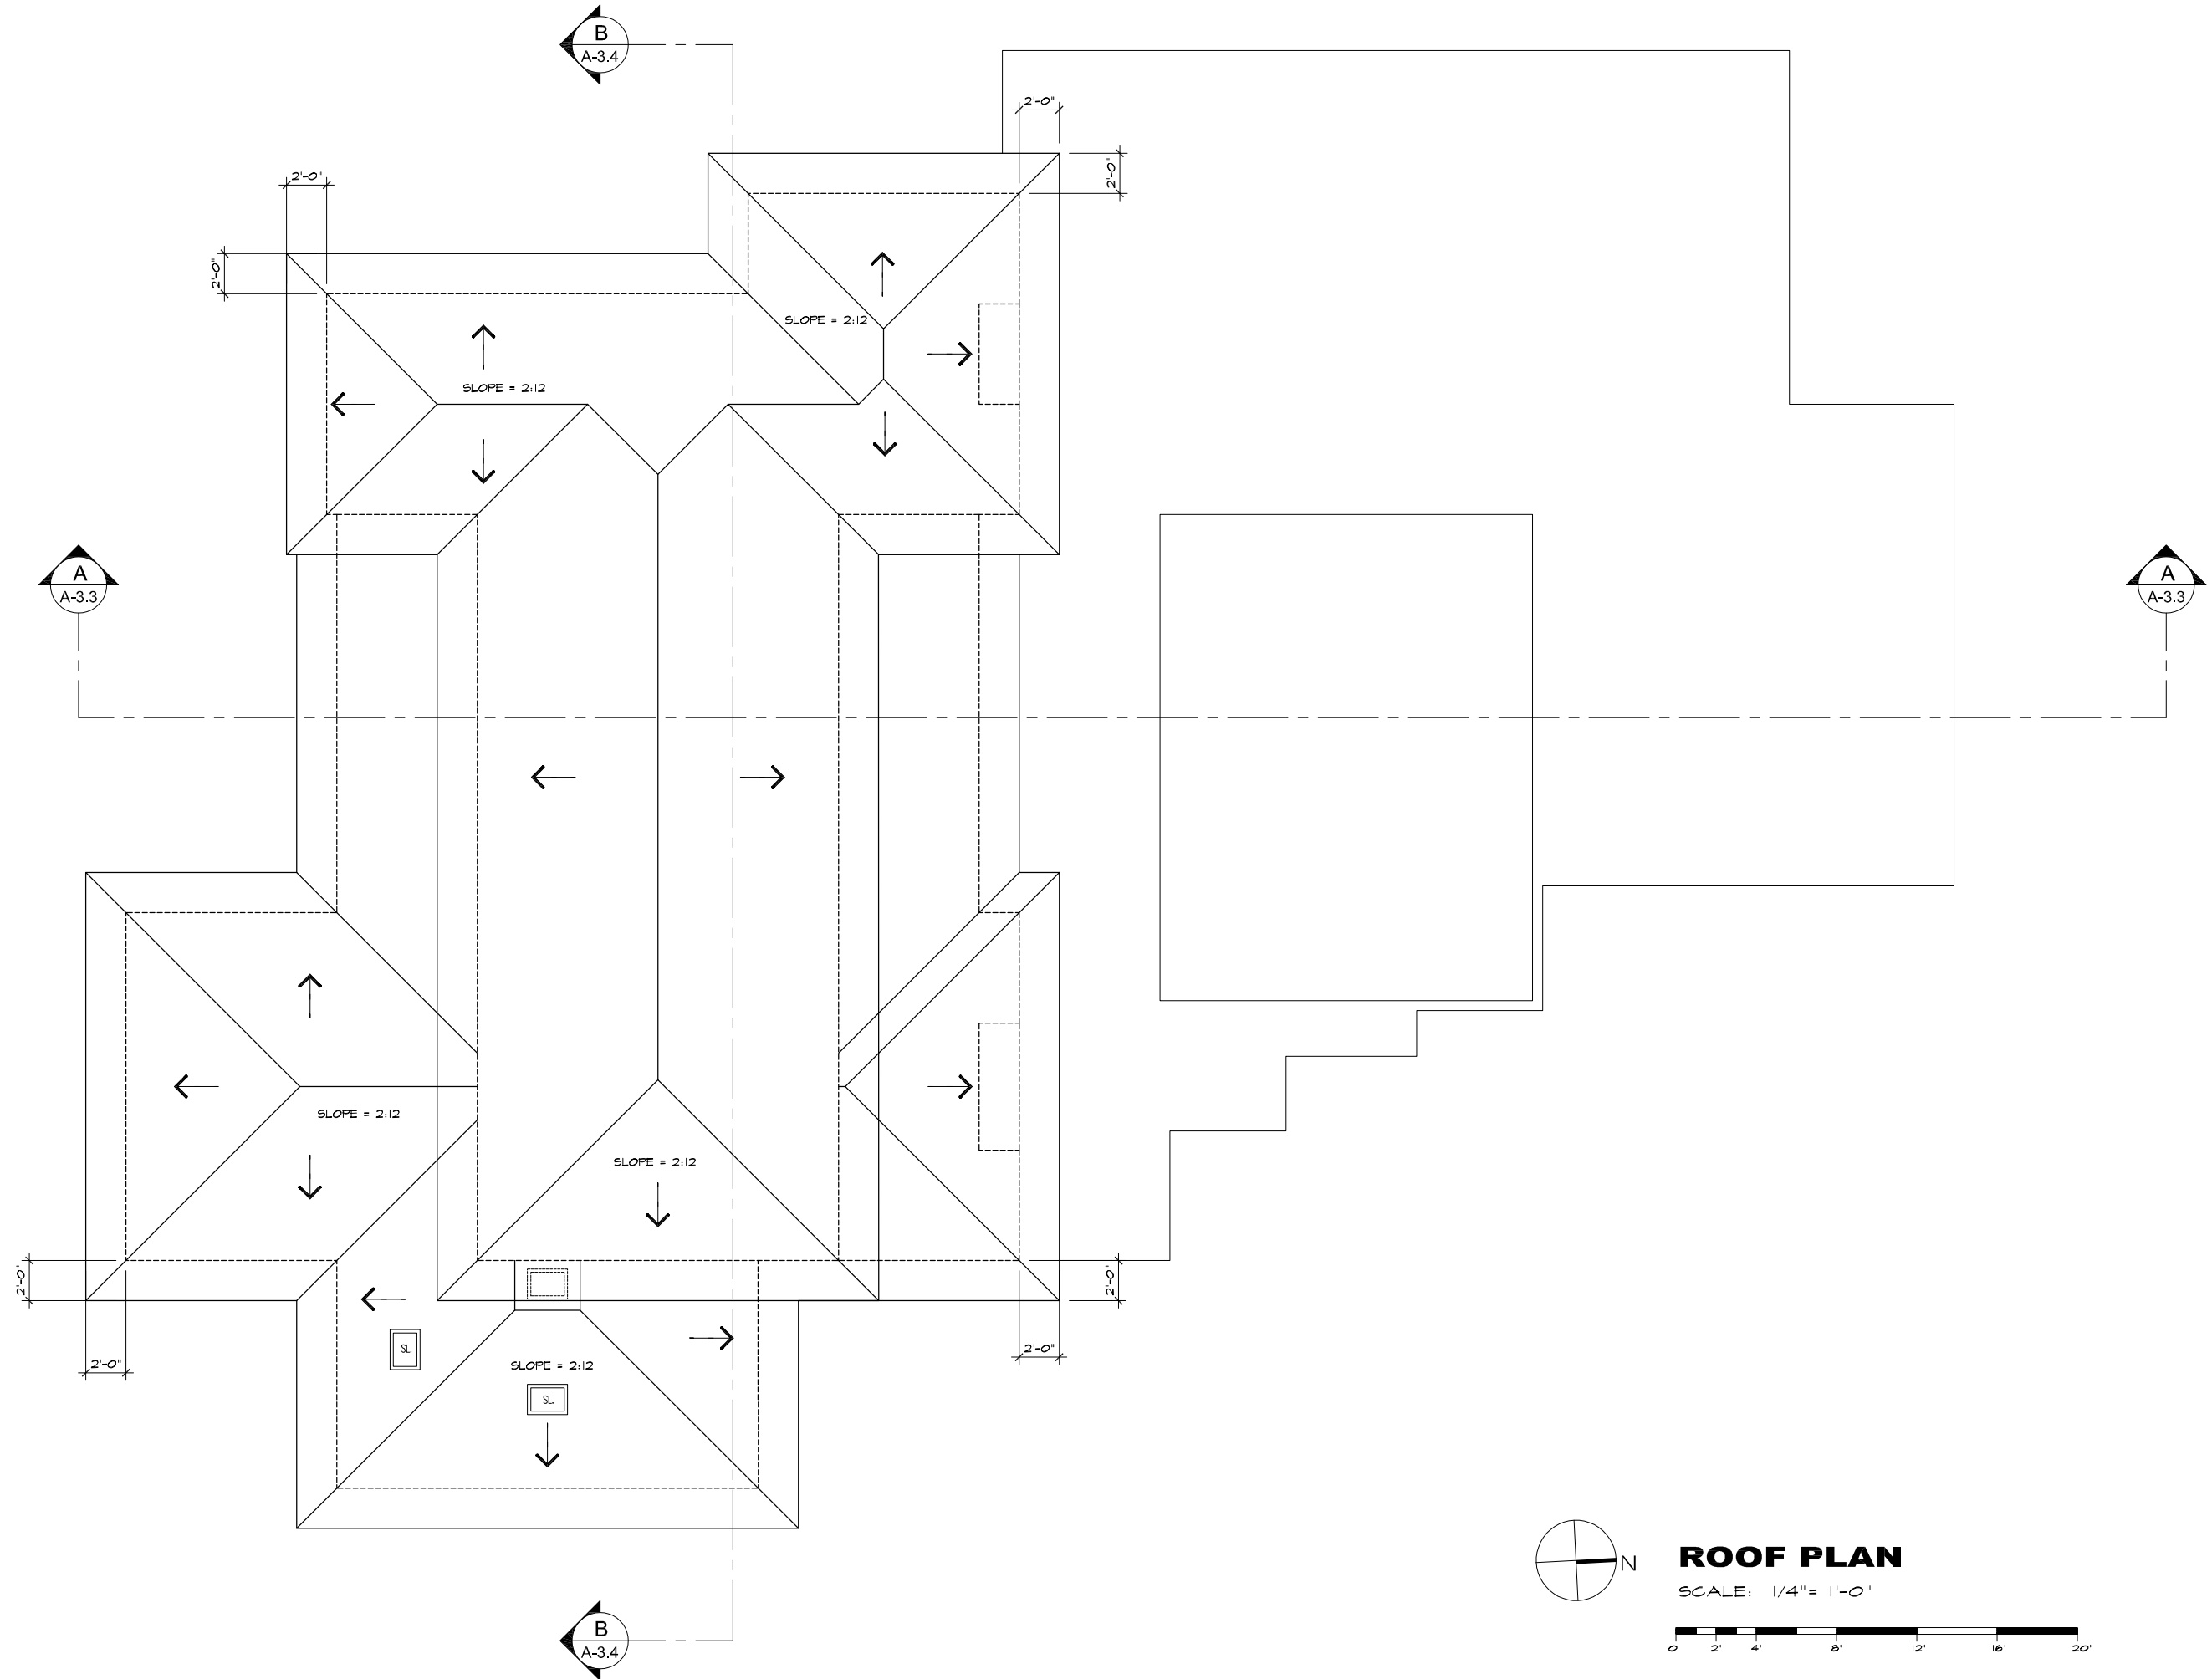 B
A-3.4
2'-0"
2'-0"
2'-0"
2'-0"
SLOPE = 2:12
SLOPE = 2:12
A
A-3.3
A
A-3.3
SLOPE = 2:12
SLOPE = 2:12
2'-0"
2'-0"
SL.
2'-0"
2'-0"
SLOPE = 2:12
SL.
N
ROOF PLAN
SCALE: 1/4"= 1'-0"
B
A-3.4
0 2' 4' 8' 12' 16' 20'